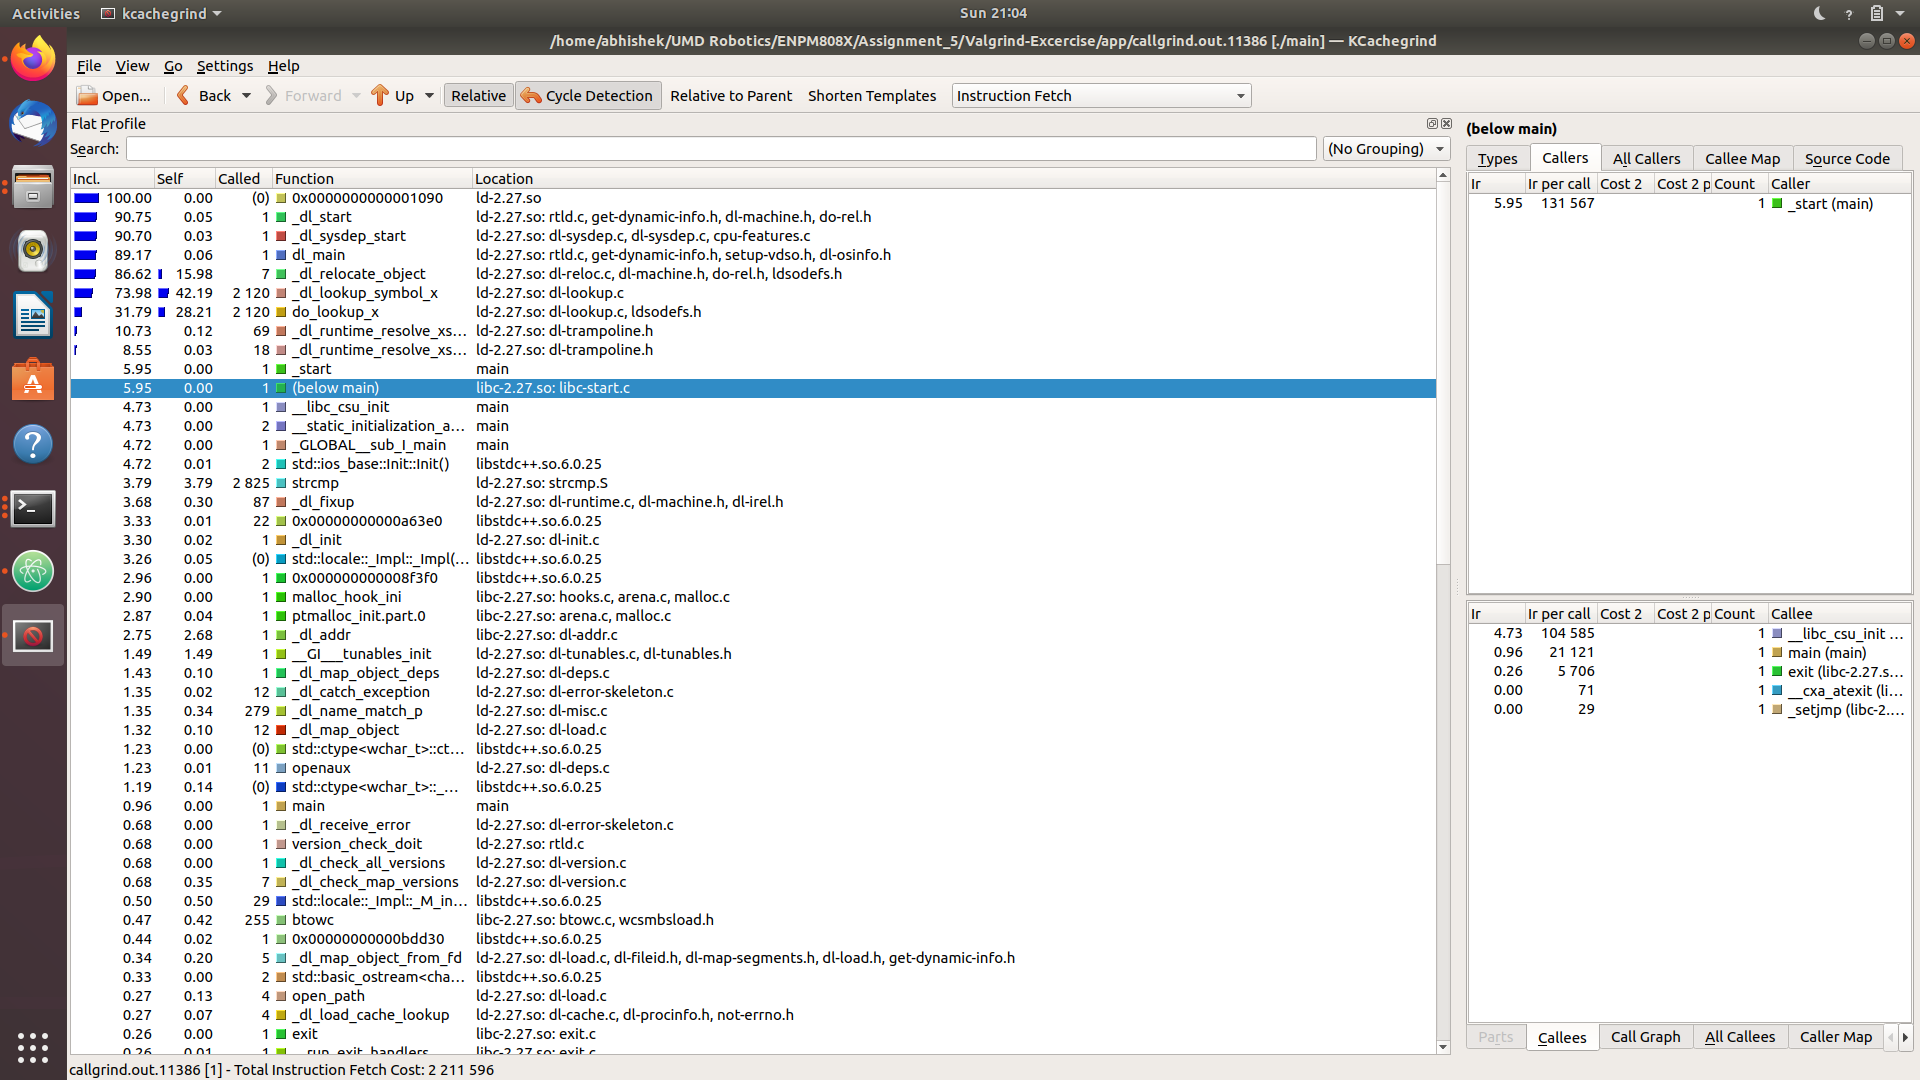 Activities kcachegrind Sun 21:04 ?
/home/abhishek/UMD Robotics/ENPM808X/Assignment_5/Valgrind-Excercise/app/callgrind.out.11386 [./main] — KCachegrind
File View Go Settings Help
Open... Back Forward Up Relative Cycle Detection Relative to Parent Shorten Templates Instruction Fetch
Flat Profile
Search: (No Grouping)
Incl. Self Called Function Location
100.00 0.00 (0) 0x0000000000001090 ld-2.27.so
90.75 0.05 1 _dl_start ld-2.27.so: rtld.c, get-dynamic-info.h, dl-machine.h, do-rel.h
90.70 0.03 1 _dl_sysdep_start ld-2.27.so: dl-sysdep.c, dl-sysdep.c, cpu-features.c
89.17 0.06 1 dl_main ld-2.27.so: rtld.c, get-dynamic-info.h, setup-vdso.h, dl-osinfo.h
86.62 15.98 7 _dl_relocate_object ld-2.27.so: dl-reloc.c, dl-machine.h, do-rel.h, ldsodefs.h
73.98 42.19 2 120 _dl_lookup_symbol_x ld-2.27.so: dl-lookup.c
31.79 28.21 2 120 do_lookup_x ld-2.27.so: dl-lookup.c, ldsodefs.h
10.73 0.12 69 _dl_runtime_resolve_xs... ld-2.27.so: dl-trampoline.h
8.55 0.03 18 _dl_runtime_resolve_xs... ld-2.27.so: dl-trampoline.h
5.95 0.00 1 _start main
5.95 0.00 1 (below main) libc-2.27.so: libc-start.c
4.73 0.00 1 __libc_csu_init main
4.73 0.00 2 __static_initialization_a... main
4.72 0.00 1 _GLOBAL__sub_I_main main
4.72 0.01 2 std::ios_base::Init::Init() libstdc++.so.6.0.25
3.79 3.79 2 825 strcmp ld-2.27.so: strcmp.S
3.68 0.30 87 _dl_fixup ld-2.27.so: dl-runtime.c, dl-machine.h, dl-irel.h
3.33 0.01 22 0x00000000000a63e0 libstdc++.so.6.0.25
3.30 0.02 1 _dl_init ld-2.27.so: dl-init.c
3.26 0.05 (0) std::locale::_Impl::_Impl(... libstdc++.so.6.0.25
2.96 0.00 1 0x000000000008f3f0 libstdc++.so.6.0.25
2.90 0.00 1 malloc_hook_ini libc-2.27.so: hooks.c, arena.c, malloc.c
2.87 0.04 1 ptmalloc_init.part.0 libc-2.27.so: arena.c, malloc.c
2.75 2.68 1 _dl_addr libc-2.27.so: dl-addr.c
1.49 1.49 1 __GI___tunables_init ld-2.27.so: dl-tunables.c, dl-tunables.h
1.43 0.10 1 _dl_map_object_deps ld-2.27.so: dl-deps.c
1.35 0.02 12 _dl_catch_exception ld-2.27.so: dl-error-skeleton.c
1.35 0.34 279 _dl_name_match_p ld-2.27.so: dl-misc.c
1.32 0.10 12 _dl_map_object ld-2.27.so: dl-load.c
1.23 0.00 (0) std::ctype<wchar_t>::ct... libstdc++.so.6.0.25
1.23 0.01 11 openaux ld-2.27.so: dl-deps.c
1.19 0.14 (0) std::ctype<wchar_t>::_... libstdc++.so.6.0.25
0.96 0.00 1 main main
0.68 0.00 1 _dl_receive_error ld-2.27.so: dl-error-skeleton.c
0.68 0.00 1 version_check_doit ld-2.27.so: rtld.c
0.68 0.00 1 _dl_check_all_versions ld-2.27.so: dl-version.c
0.68 0.35 7 _dl_check_map_versions ld-2.27.so: dl-version.c
0.50 0.50 29 std::locale::_Impl::_M_in... libstdc++.so.6.0.25
0.47 0.42 255 btowc libc-2.27.so: btowc.c, wcsmbsload.h
0.44 0.02 1 0x00000000000bdd30 libstdc++.so.6.0.25
0.34 0.20 5 _dl_map_object_from_fd ld-2.27.so: dl-load.c, dl-fileid.h, dl-map-segments.h, dl-load.h, get-dynamic-info.h
0.33 0.00 2 std::basic_ostream<cha... libstdc++.so.6.0.25
0.27 0.13 4 open_path ld-2.27.so: dl-load.c
0.27 0.07 4 _dl_load_cache_lookup ld-2.27.so: dl-cache.c, dl-procinfo.h, not-errno.h
0.26 0.00 1 exit libc-2.27.so: exit.c
0.26 0.01 1 __run_exit_handlers libc-2.27.so: exit.c
(below main)
Types Callers All Callers Callee Map Source Code
Ir Ir per call Cost 2 Cost 2 p Count Caller
5.95 131 567 1 _start (main)
Ir Ir per call Cost 2 Cost 2 p Count Callee
4.73 104 585 1 __libc_csu_init ...
0.96 21 121 1 main (main)
0.26 5 706 1 exit (libc-2.27.s...
0.00 71 1 __cxa_atexit (li...
0.00 29 1 _setjmp (libc-2....
Parts Callees Call Graph All Callees Caller Map
callgrind.out.11386 [1] - Total Instruction Fetch Cost: 2 211 596